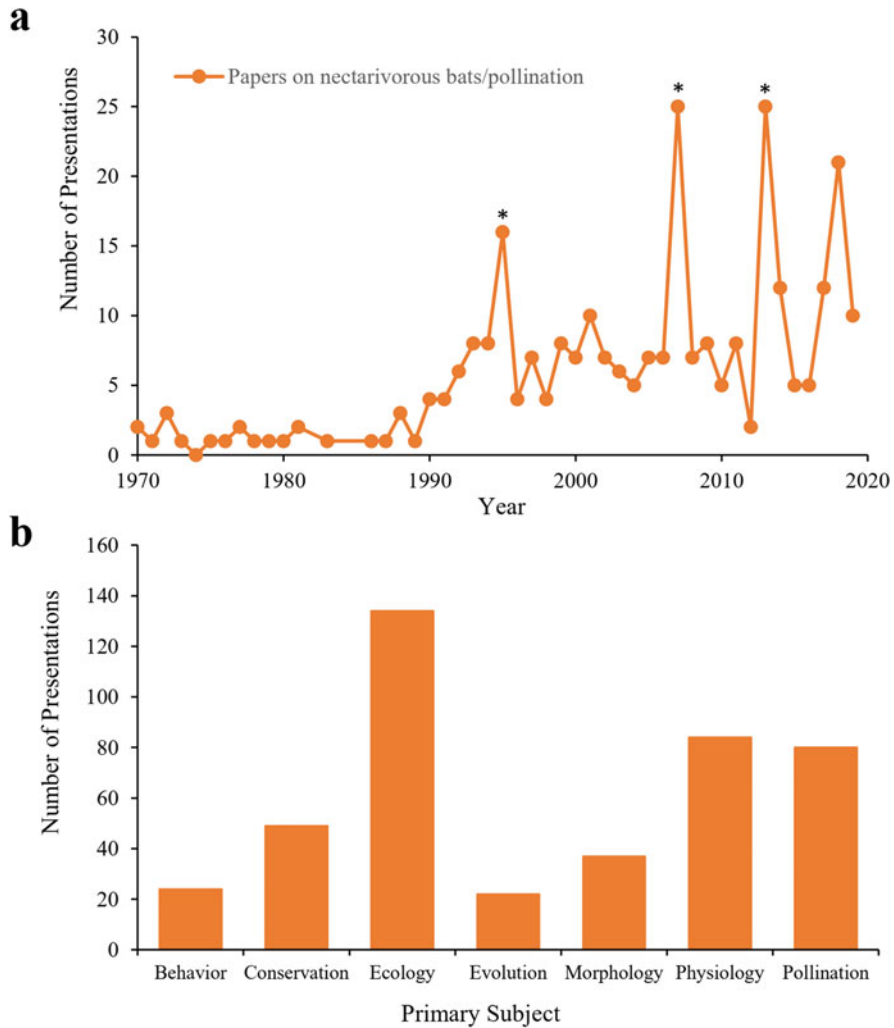 a
Number of Presentations
30
25
20
15
10
5
0
Papers on nectarivorous bats/pollination
*
*
*
1970 1980 1990 2000 2010 2020
Year
b
Number of Presentations
160
140
120
100
80
60
40
20
0
Behavior Conservation Ecology Evolution Morphology Physiology Pollination
Primary Subject